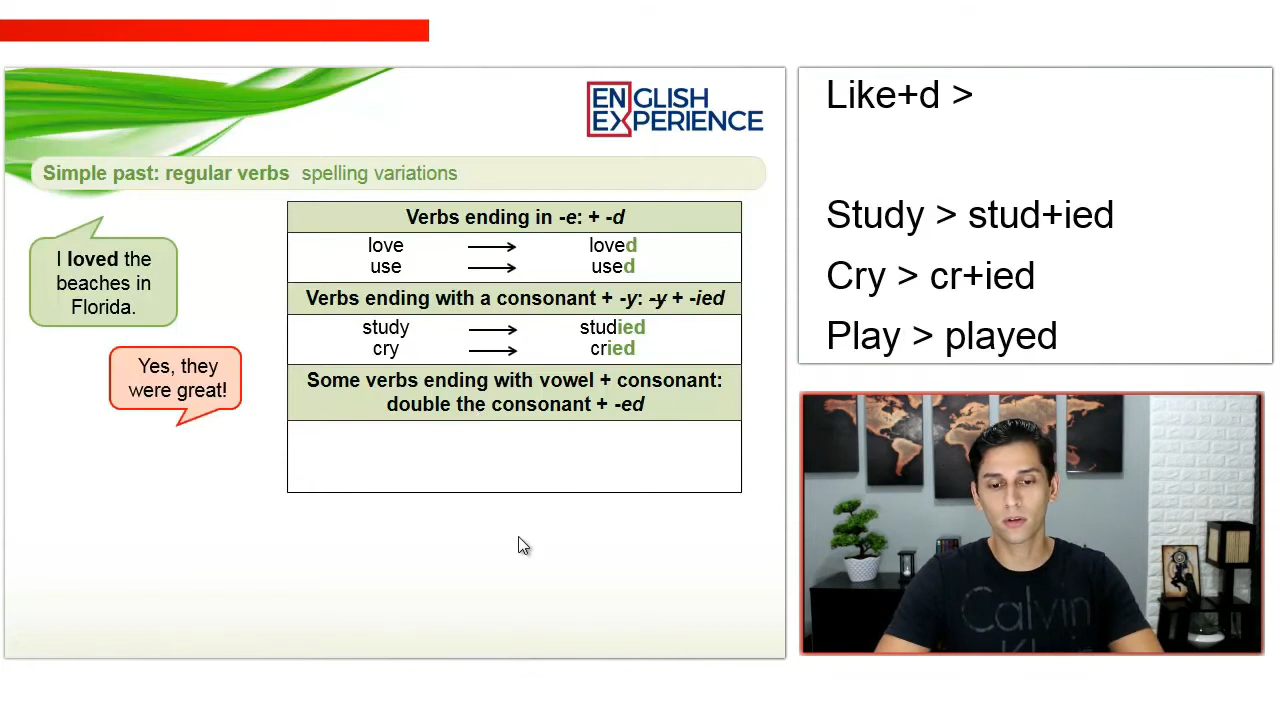 ENGLISH
EXPERIENCE
Simple past: regular verbs spelling variations
I loved the
beaches in
Florida.
Yes, they
were great!
Verbs ending in -e: + -d
love → loved
use → used
Verbs ending with a consonant + -y: -y + -ied
study → studied
cry → cried
Some verbs ending with vowel + consonant:
double the consonant + -ed
Like+d >
Study > stud+ied
Cry > cr+ied
Play > played
Calvin